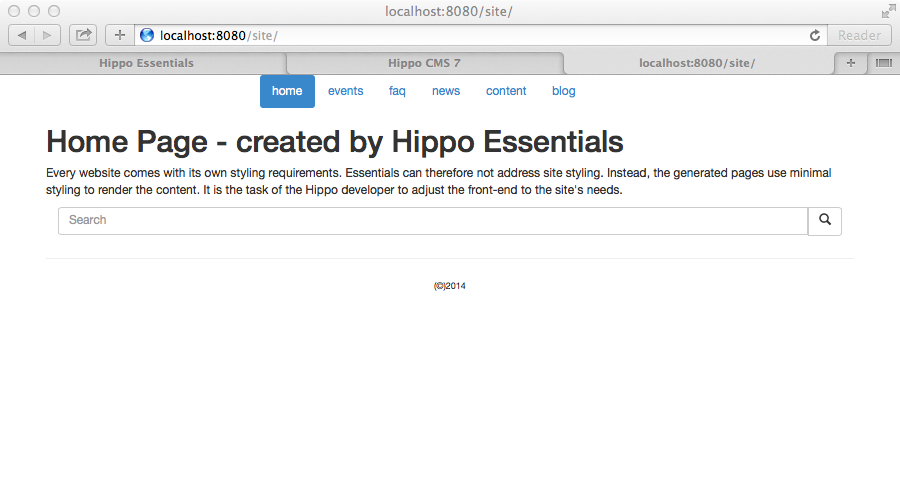 localhost:8080/site/
localhost:8080/site/ Reader
Hippo Essentials Hippo CMS 7 localhost:8080/site/
home events faq news content blog
Home Page - created by Hippo Essentials
Every website comes with its own styling requirements. Essentials can therefore not address site styling. Instead, the generated pages use minimal
styling to render the content. It is the task of the Hippo developer to adjust the front-end to the site's needs.
Search
(©)2014